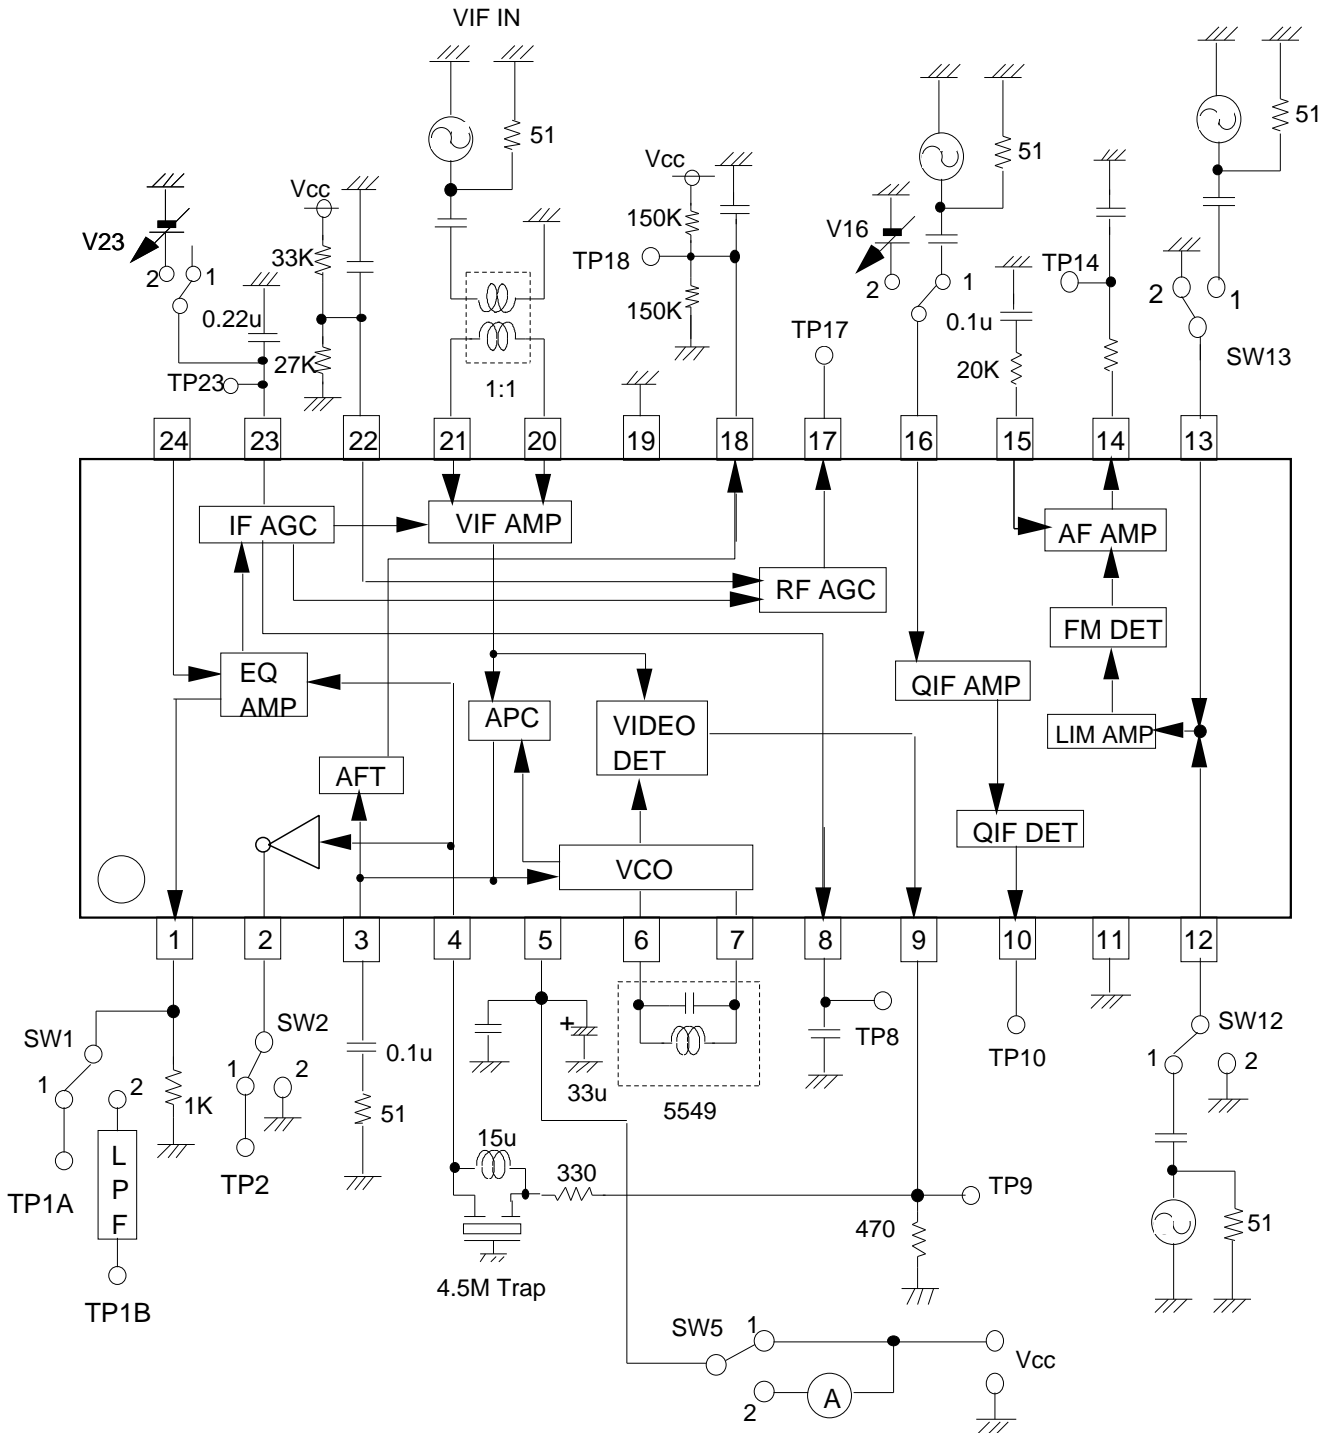 VIF IN
51
51
51
Vcc
Vcc
V23
33K
2
1
0.22u
27K
TP23
1:1
150K
TP18
150K
TP17
V16
2
1
0.1u
20K
TP14
2
1
SW13
24
23
22
21
20
19
18
17
16
15
14
13
IF AGC
VIF AMP
AF AMP
RF AGC
FM DET
EQ
AMP
QIF AMP
APC
VIDEO
DET
LIM AMP
AFT
QIF DET
VCO
1
2
3
4
5
6
7
8
9
10
11
12
SW1
1
2
1K
SW2
1
2
0.1u
51
+
33u
5549
TP8
TP10
SW12
1
2
TP1A
L
P
F
TP1B
TP2
15u
330
TP9
470
51
4.5M Trap
SW5
1
2
A
Vcc